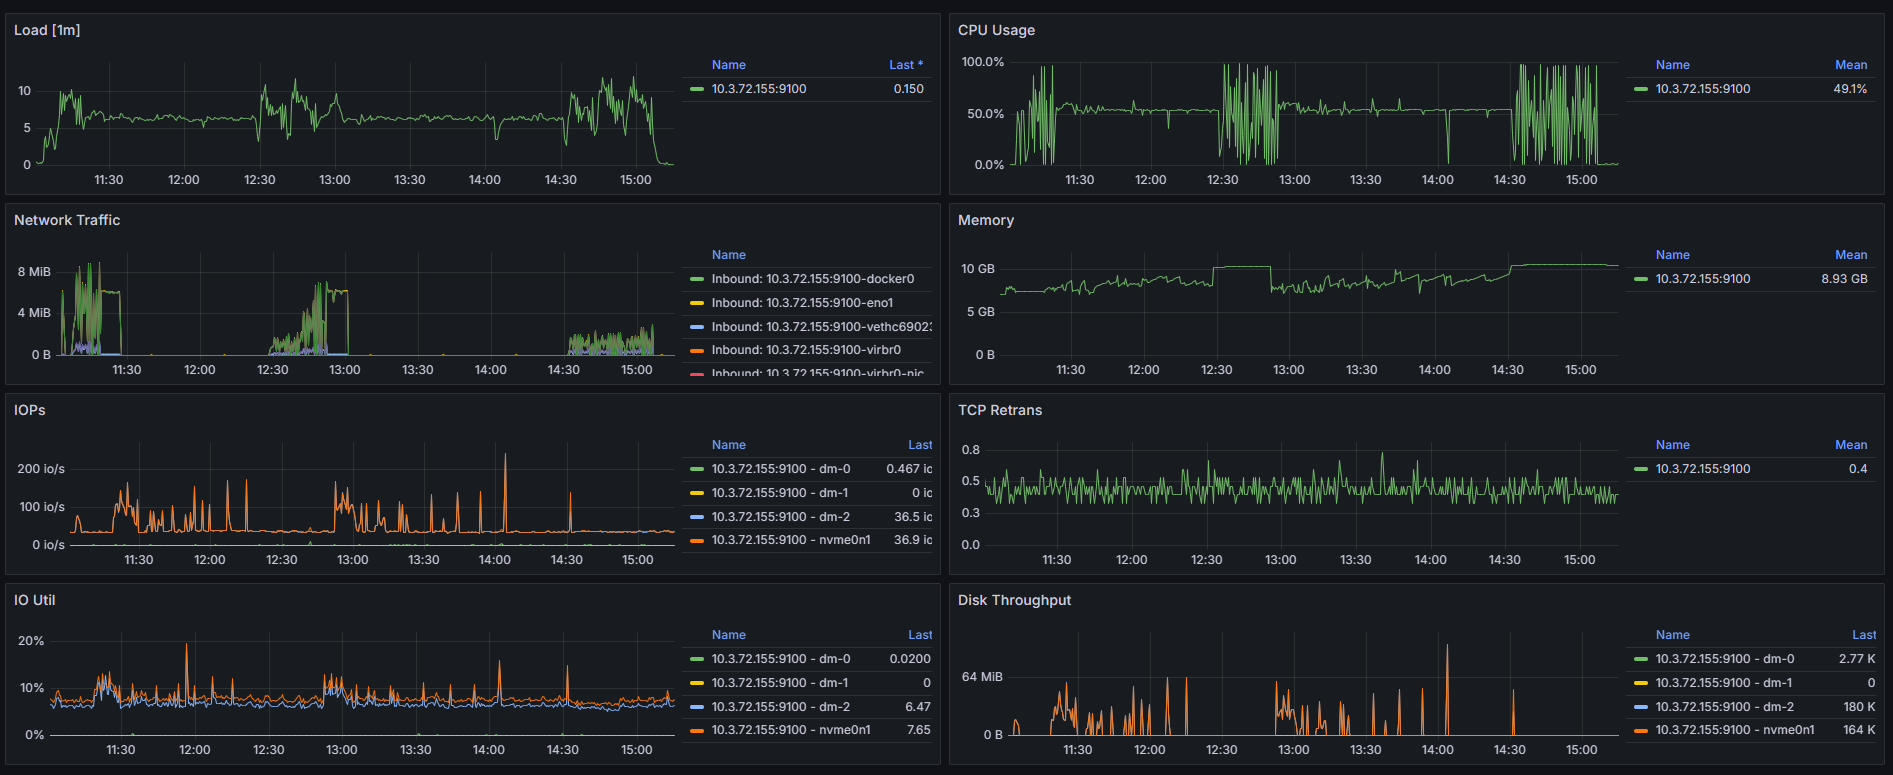 Load [1m]
Name Last *
10.3.72.155:9100 0.150
10
5
0
11:30 12:00 12:30 13:00 13:30 14:00 14:30 15:00
CPU Usage
Name Mean
10.3.72.155:9100 49.1%
100.0%
50.0%
0.0%
11:30 12:00 12:30 13:00 13:30 14:00 14:30 15:00
Network Traffic
Name
Inbound: 10.3.72.155:9100-docker0
Inbound: 10.3.72.155:9100-eno1
Inbound: 10.3.72.155:9100-vethc6902
Inbound: 10.3.72.155:9100-virbr0
Inbound: 10.3.72.155:9100-virbr0-nic
8 MiB
4 MiB
0 B
11:30 12:00 12:30 13:00 13:30 14:00 14:30 15:00
Memory
Name Mean
10.3.72.155:9100 8.93 GB
10 GB
5 GB
0 B
11:30 12:00 12:30 13:00 13:30 14:00 14:30 15:00
IOPs
Name Last
10.3.72.155:9100 - dm-0 0.467 io
10.3.72.155:9100 - dm-1 0 io
10.3.72.155:9100 - dm-2 36.5 io
10.3.72.155:9100 - nvme0n1 36.9 io
200 io/s
100 io/s
0 io/s
11:30 12:00 12:30 13:00 13:30 14:00 14:30 15:00
TCP Retrans
Name Mean
10.3.72.155:9100 0.4
0.8
0.5
0.3
0.0
11:30 12:00 12:30 13:00 13:30 14:00 14:30 15:00
IO Util
Name Last
10.3.72.155:9100 - dm-0 0.0200
10.3.72.155:9100 - dm-1 0
10.3.72.155:9100 - dm-2 6.47
10.3.72.155:9100 - nvme0n1 7.65
20%
10%
0%
11:30 12:00 12:30 13:00 13:30 14:00 14:30 15:00
Disk Throughput
Name Last
10.3.72.155:9100 - dm-0 2.77 K
10.3.72.155:9100 - dm-1 0
10.3.72.155:9100 - dm-2 180 K
10.3.72.155:9100 - nvme0n1 164 K
64 MiB
0 B
11:30 12:00 12:30 13:00 13:30 14:00 14:30 15:00